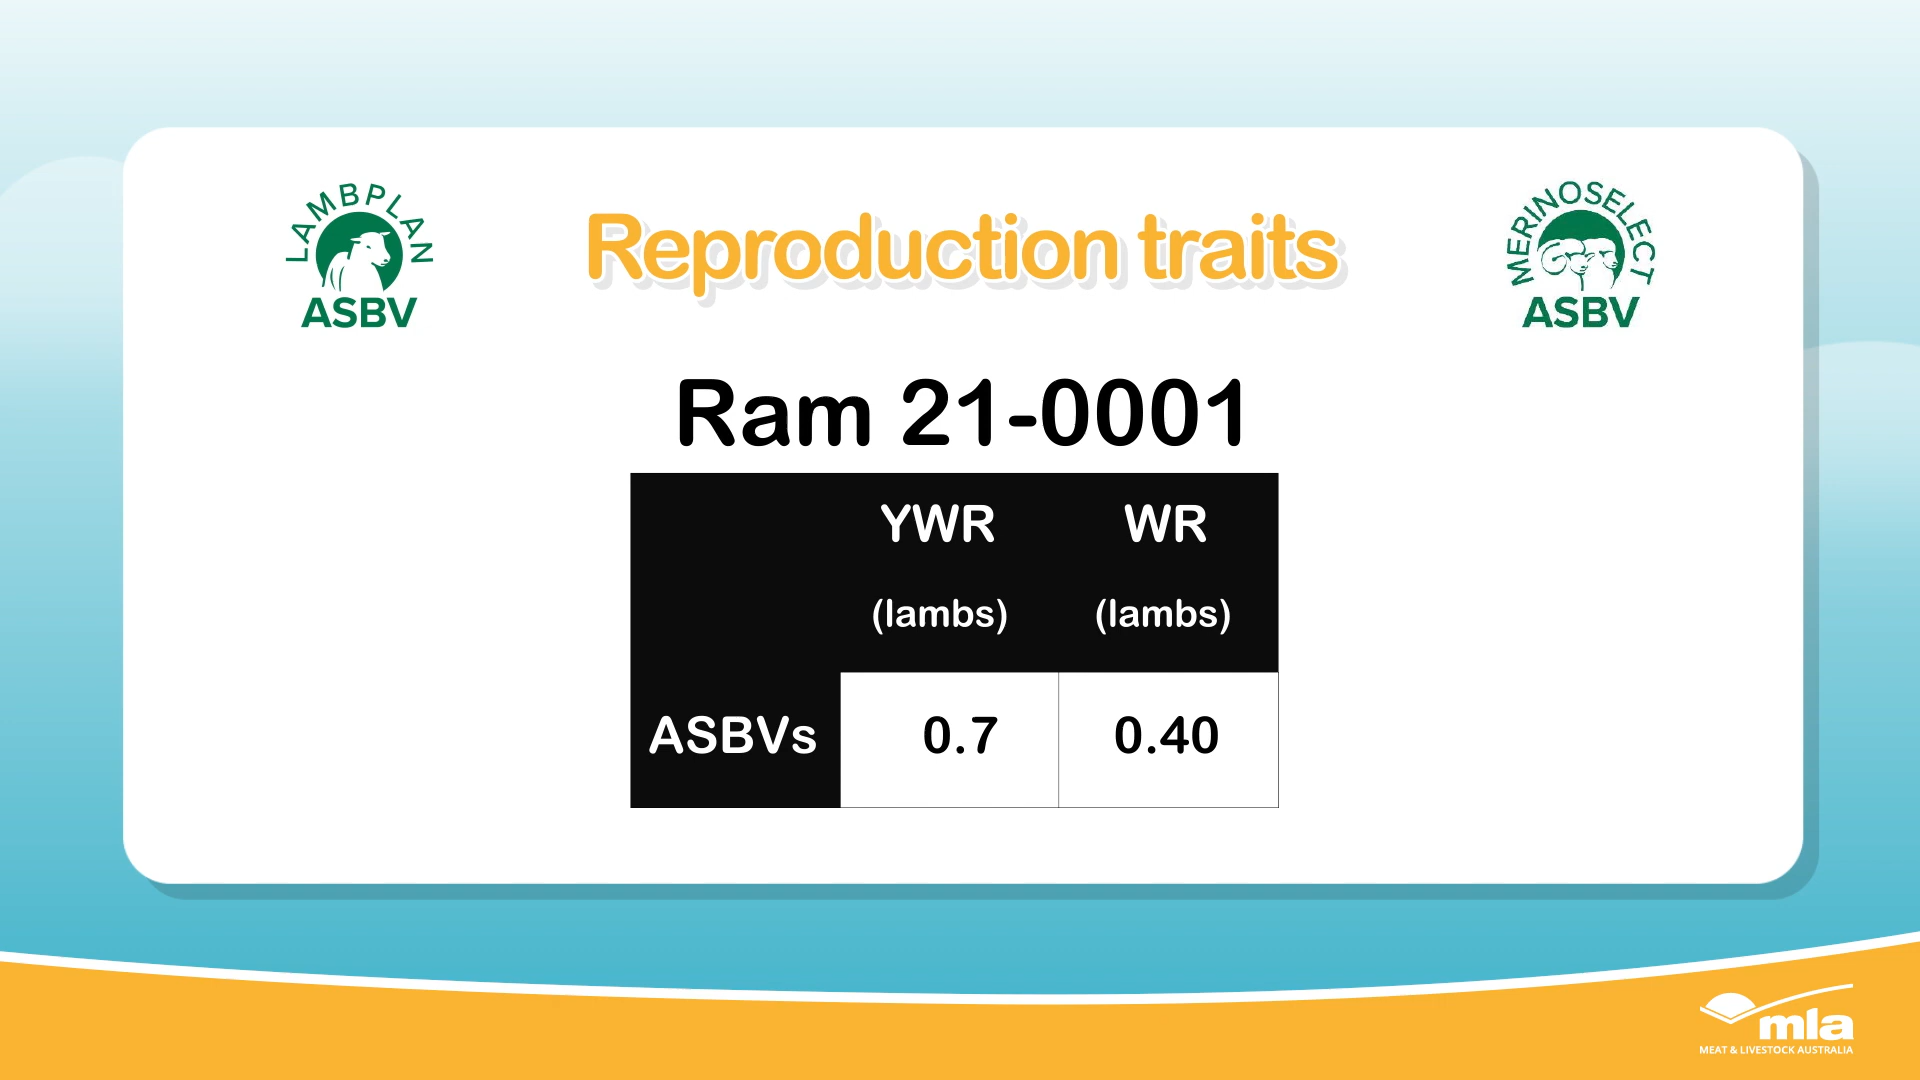 LAMBPLAN
ASBV
Reproduction traits
MERINOSELECT
ASBV
Ram 21-0001
YWR WR
(lambs) (lambs)
ASBVs 0.7 0.40
mla
MEAT & LIVESTOCK AUSTRALIA